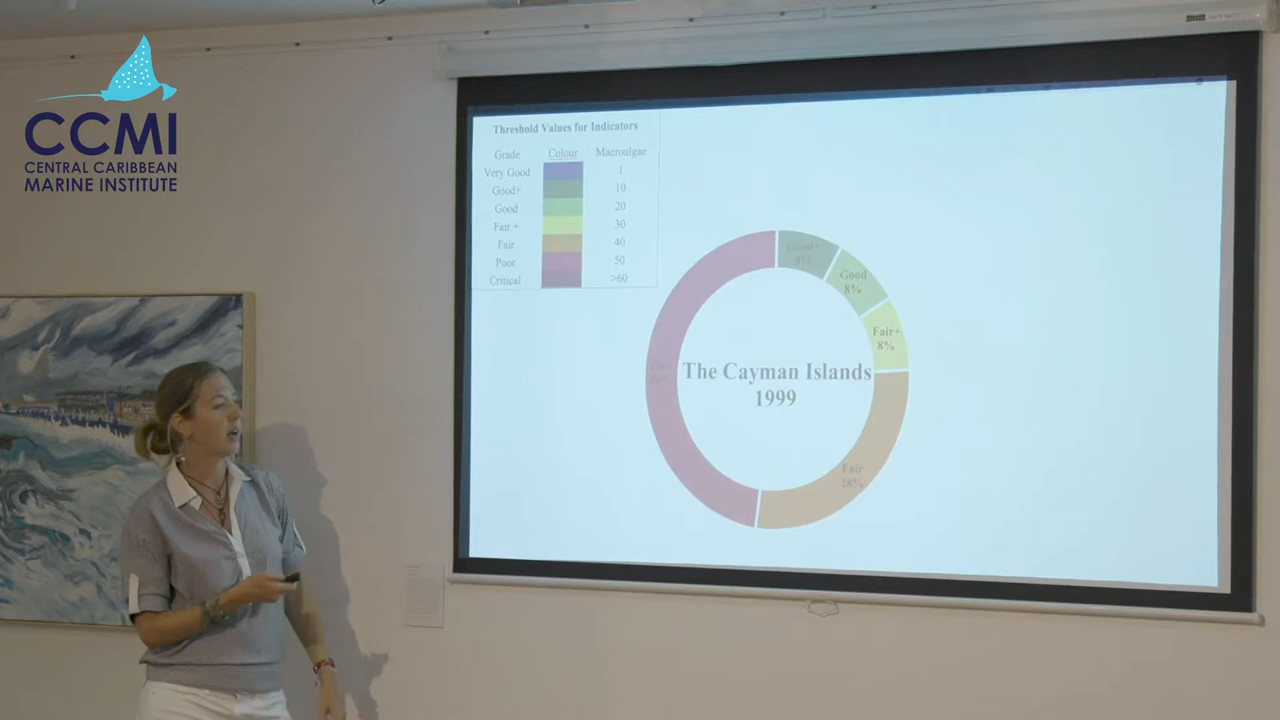 CCMI
CENTRAL CARIBBEAN
MARINE INSTITUTE
Threshold Values for Indicators
Grade Colour Macroalgae
Very Good 1
Good+ 10
Good 20
Fair + 30
Fair 40
Poor 50
Critical >60
Good+
8%
Good
8%
Fair+
8%
The Cayman Islands
1999
Fair